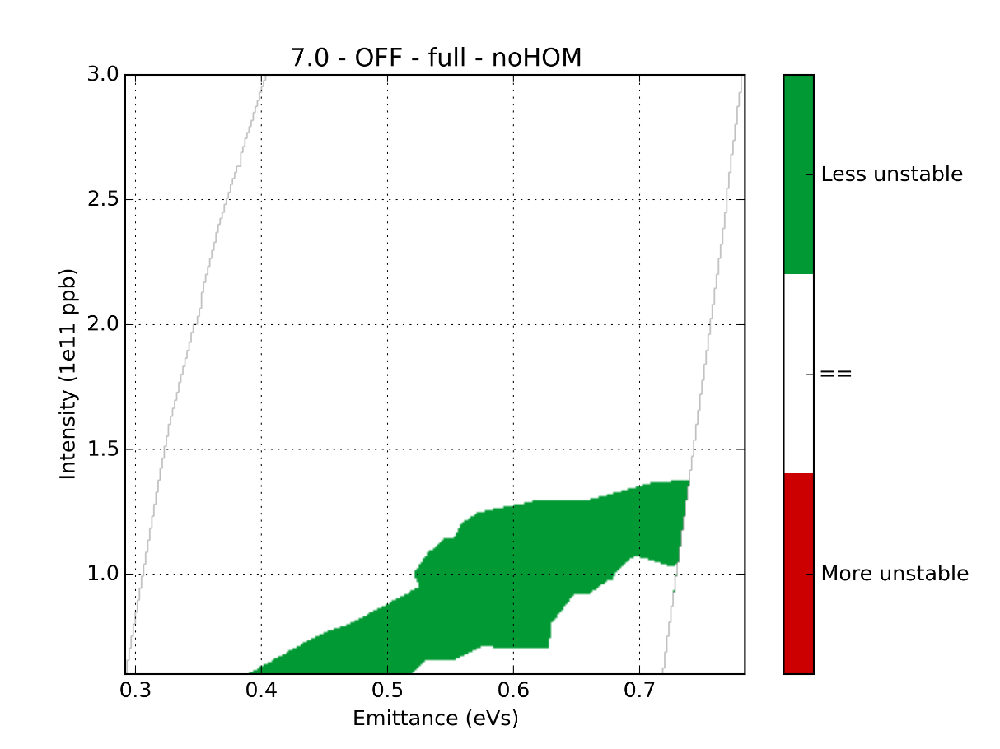 7.0 - OFF - full - noHOM
3.0
2.5
2.0
1.5
1.0
Intensity (1e11 ppb)
0.3 0.4 0.5 0.6 0.7
Emittance (eVs)
Less unstable
==
More unstable